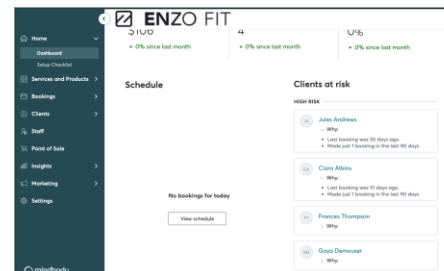 ENZO FIT
Home
Dashboard
Setup Checklist
Services and Products
Bookings
Clients
Staff
Point of Sale
Insights
Marketing
Settings
mindbody
$106
0% since last month
4
0% since last month
0%
0% since last month
Schedule
No bookings for today
View schedule
Clients at risk
HIGH RISK
Jules Andrews
Why:
Last booking was 55 days ago.
Made just 1 booking in the last 90 days
Ciara Atkins
Why:
Last booking was 51 days ago.
Made just 1 booking in the last 90 days
Frances Thompson
Why:
Gaya Demouser
Why: